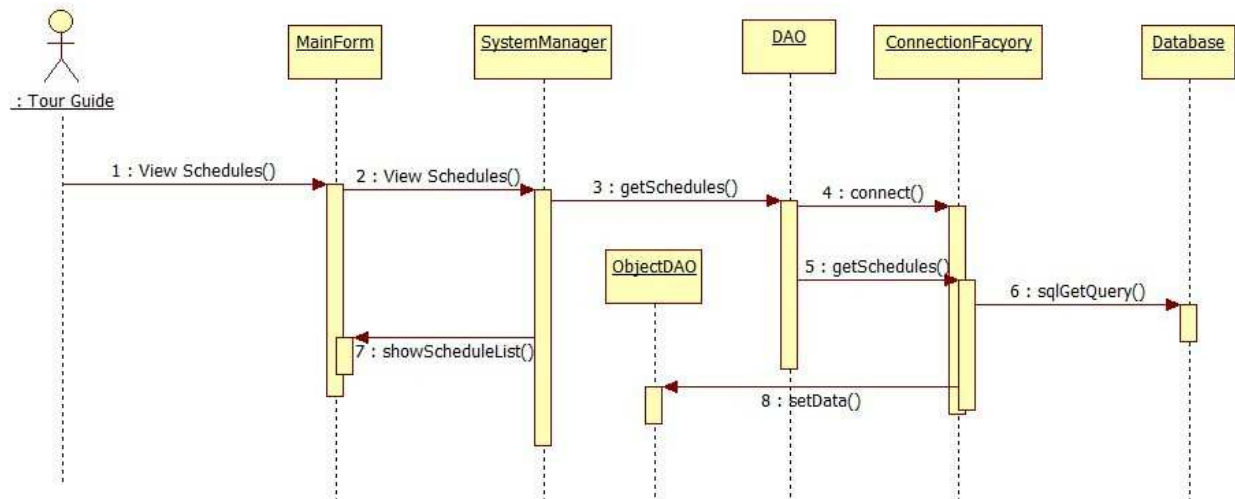 MainForm
SystemManager
DAO
ConnectionFacyory
Database
: Tour Guide
1 : View Schedules()
2 : View Schedules()
3 : getSchedules()
4 : connect()
ObjectDAO
5 : getSchedules()
6 : sqlGetQuery()
7 : showScheduleList()
8 : setData()